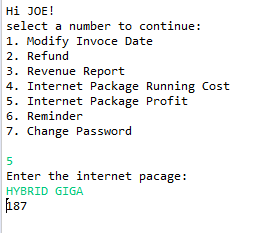 Hi JOE!
select a number to continue:
1. Modify Invoce Date
2. Refund
3. Revenue Report
4. Internet Package Running Cost
5. Internet Package Profit
6. Reminder
7. Change Password
5
Enter the internet pacage:
HYBRID GIGA
187